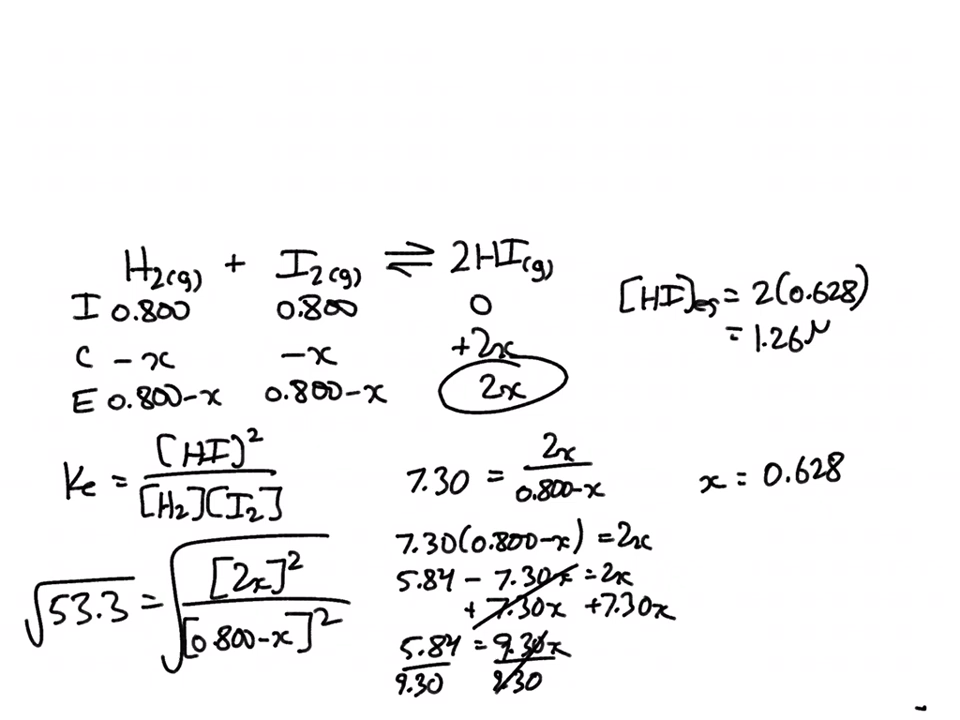 H₂(g) + I₂(g) ⇌ 2HI(g)
I 0.800 0.800 0
C -x -x +2x
E 0.800-x 0.800-x 2x
[HI]eq = 2(0.628)
= 1.26 M
Kc = [HI]² / [H₂][I₂]
√53.3 = √([2x]² / [0.800-x]²)
7.30 = 2x / 0.800-x
7.30(0.800-x) = 2x
5.84 - 7.30x = 2x
+ 7.30x +7.30x
5.84 = 9.30x
9.30 9.30
x = 0.628